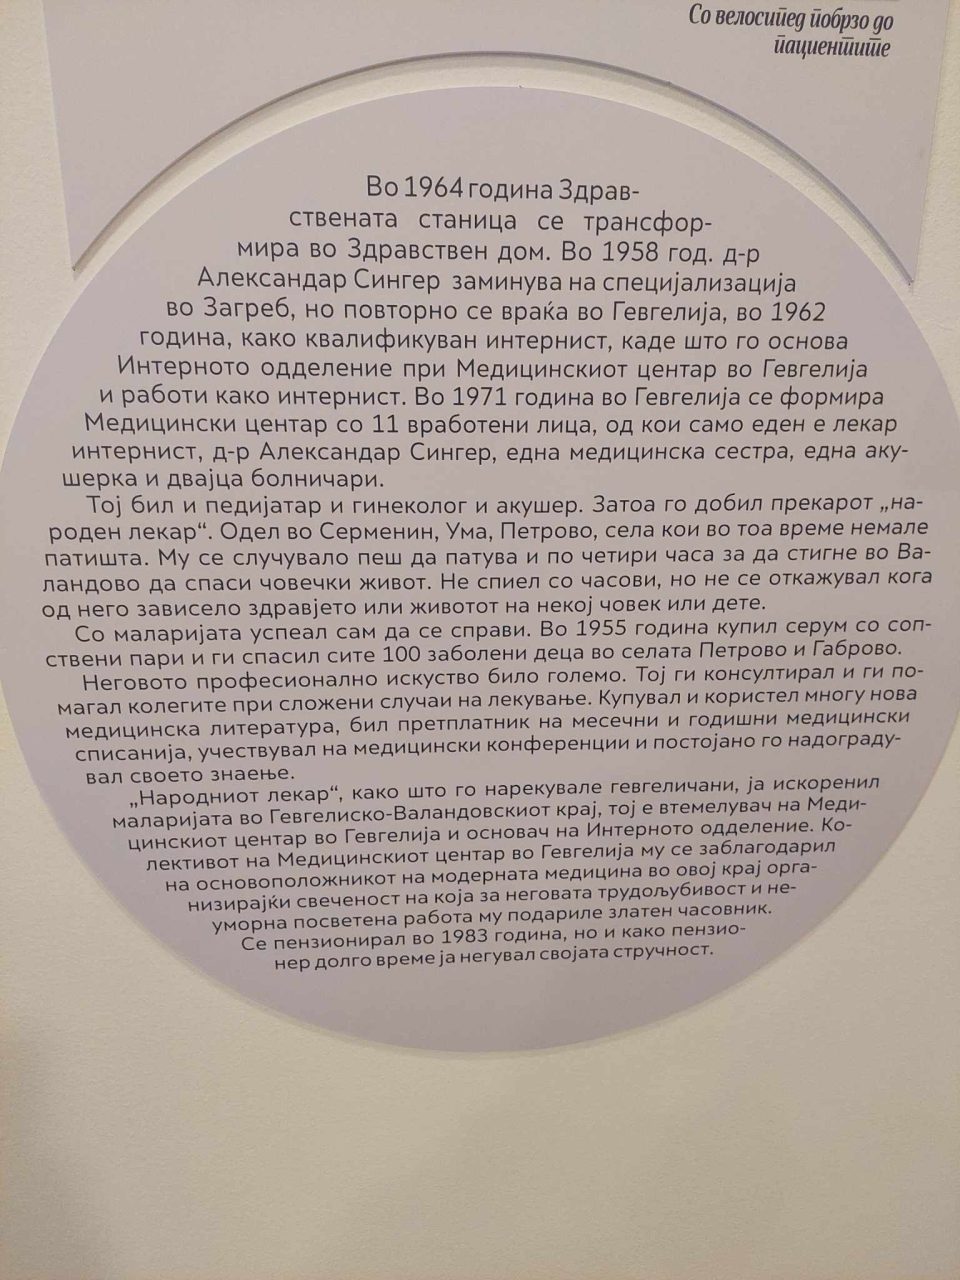 Со велосипед побрзо до
пациентите
Во 1964 година Здрав-
ствената станица се трансфор-
мира во Здравствен дом. Во 1958 год. д-р
Александар Сингер заминува на специјализација
во Загреб, но повторно се враќа во Гевгелија, во 1962
година, како квалификуван интернист, каде што го основа
Интерното одделение при Медицинскиот центар во Гевгелија
и работи како интернист. Во 1971 година во Гевгелија се формира
Медицински центар со 11 вработени лица, од кои само еден е лекар
интернист, д-р Александар Сингер, една медицинска сестра, една аку-
шерка и двајца болничари.
Тој бил и педијатар и гинеколог и акушер. Затоа го добил прекарот „на-
роден лекар“. Одел во Серменин, Ума, Петрово, села кои во тоа време немале
патишта. Му се случувало пеш да патува и по четири часа за да стигне во Ва-
ландово да спаси човечки живот. Не спиел со часови, но не се откажувал кога
од него зависело здравјето или животот на некој човек или дете.
Со маларијата успеал сам да се справи. Во 1955 година купил серум со соп-
ствени пари и ги спасил сите 100 заболени деца во селата Петрово и Габрово.
Неговото професионално искуство било големо. Тој ги консултирал и ги по-
магал колегите при сложени случаи на лекување. Купувал и користел многу нова
медицинска литература, бил претплатник на месечни и годишни медицински
списанија, учествувал на медицински конференции и постојано го надограду-
вал своето знаење.
„Народниот лекар“, како што го нарекувале гевгеличани, ја искоренил
маларијата во Гевгелиско-Валандовскиот крај, тој е втемелувач на Меди-
цинскиот центар во Гевгелија и основач на Интерното одделение. Ко-
лективот на Медицинскиот центар во Гевгелија му се заблагодарил
на основоположникот на модерната медицина во овој крај орга-
низирајќи свеченост на која за неговата трудољубивост и не-
уморна посветена работа му подариле златен часовник.
Се пензионирал во 1983 година, но и како пензио-
нер долго време ја негувал својата стручност.